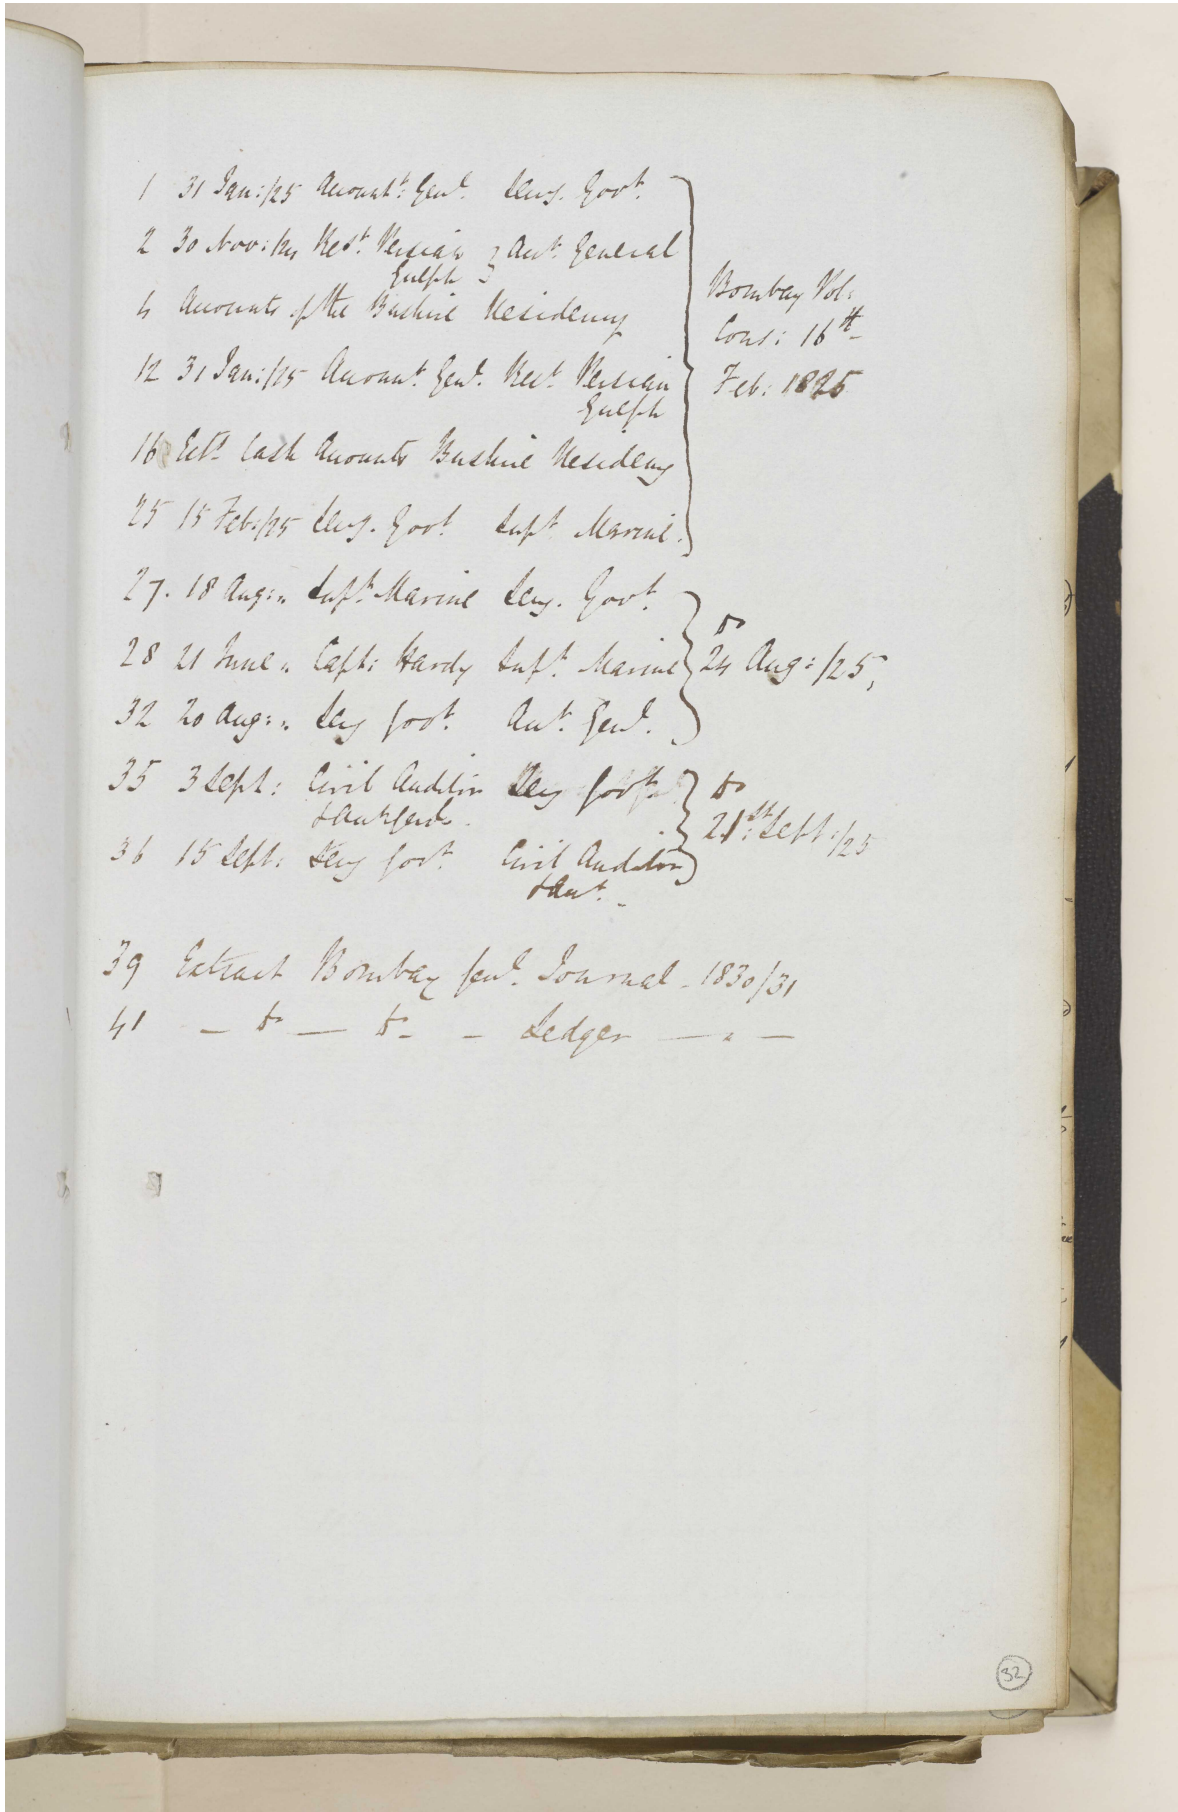 1 31 Jan:/25 Accountt: Genl. Secy. Govt.
2 30 Nov:/24 Rest. Persian } Acct. General
Gulph
4 Accounts of the Bushire Residency
Bombay Pol:
Cons: 16th
12 31 Jan:/25 Account. Genl. Rest. Persian
Feb: 1825
Gulph
16 Extt. Cash Accounts Bushire Residency
25 15 Feb:/25 Secy. Govt. Supt. Marine.
27. 18 Aug: " Supt. Marine Secy. Govt.
Do
28 21 June " Capt: Hardy Supt. Marine
24 Aug: /25,
32 20 Aug: " Secy Govt. Acct. Genl.
35 3 Sept: Civil Auditor Secy Govt.
& Acct Genl.
Do
21st: Sept:/25
36 15 Sept: Secy Govt. Civil Auditor
& Acct.
39 Extract Bombay Genl. Journal - 1830/31
41 — Do — Do - - Ledger — " —
32